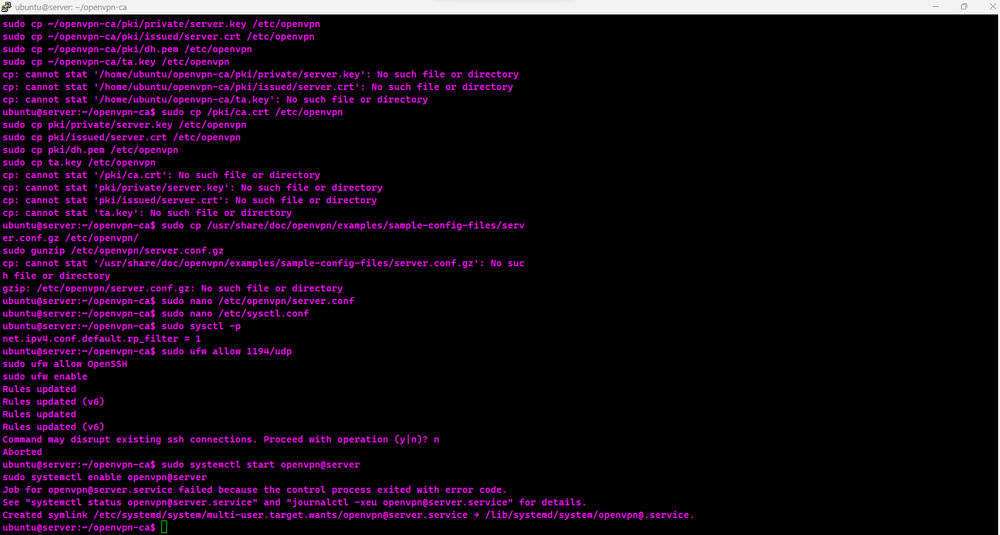 ubuntu@server: ~/openvpn-ca
sudo cp ~/openvpn-ca/pki/private/server.key /etc/openvpn
sudo cp ~/openvpn-ca/pki/issued/server.crt /etc/openvpn
sudo cp ~/openvpn-ca/pki/dh.pem /etc/openvpn
sudo cp ~/openvpn-ca/ta.key /etc/openvpn
cp: cannot stat '/home/ubuntu/openvpn-ca/pki/private/server.key': No such file or directory
cp: cannot stat '/home/ubuntu/openvpn-ca/pki/issued/server.crt': No such file or directory
cp: cannot stat '/home/ubuntu/openvpn-ca/ta.key': No such file or directory
ubuntu@server:~/openvpn-ca$ sudo cp /pki/ca.crt /etc/openvpn
sudo cp pki/private/server.key /etc/openvpn
sudo cp pki/issued/server.crt /etc/openvpn
sudo cp pki/dh.pem /etc/openvpn
sudo cp ta.key /etc/openvpn
cp: cannot stat '/pki/ca.crt': No such file or directory
cp: cannot stat 'pki/private/server.key': No such file or directory
cp: cannot stat 'pki/issued/server.crt': No such file or directory
cp: cannot stat 'ta.key': No such file or directory
ubuntu@server:~/openvpn-ca$ sudo cp /usr/share/doc/openvpn/examples/sample-config-files/serv
er.conf.gz /etc/openvpn/
sudo gunzip /etc/openvpn/server.conf.gz
cp: cannot stat '/usr/share/doc/openvpn/examples/sample-config-files/server.conf.gz': No suc
h file or directory
gzip: /etc/openvpn/server.conf.gz: No such file or directory
ubuntu@server:~/openvpn-ca$ sudo nano /etc/openvpn/server.conf
ubuntu@server:~/openvpn-ca$ sudo nano /etc/sysctl.conf
ubuntu@server:~/openvpn-ca$ sudo sysctl -p
net.ipv4.conf.default.rp_filter = 1
ubuntu@server:~/openvpn-ca$ sudo ufw allow 1194/udp
sudo ufw allow OpenSSH
sudo ufw enable
Rules updated
Rules updated (v6)
Rules updated
Rules updated (v6)
Command may disrupt existing ssh connections. Proceed with operation (y|n)? n
Aborted
ubuntu@server:~/openvpn-ca$ sudo systemctl start openvpn@server
sudo systemctl enable openvpn@server
Job for openvpn@server.service failed because the control process exited with error code.
See "systemctl status openvpn@server.service" and "journalctl -xeu openvpn@server.service" for details.
Created symlink /etc/systemd/system/multi-user.target.wants/openvpn@server.service → /lib/systemd/system/openvpn@.service.
ubuntu@server:~/openvpn-ca$